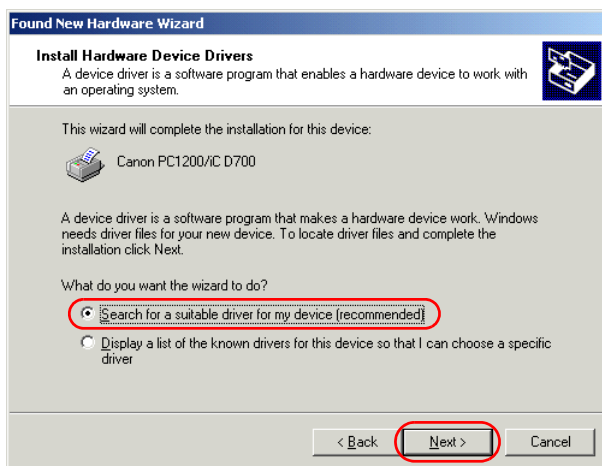 Found New Hardware Wizard
Install Hardware Device Drivers
A device driver is a software program that enables a hardware device to work with
an operating system.
This wizard will complete the installation for this device:
Canon PC1200/iC D700
A device driver is a software program that makes a hardware device work. Windows
needs driver files for your new device. To locate driver files and complete the
installation click Next.
What do you want the wizard to do?
Search for a suitable driver for my device (recommended)
Display a list of the known drivers for this device so that I can choose a specific
driver
< Back Next > Cancel